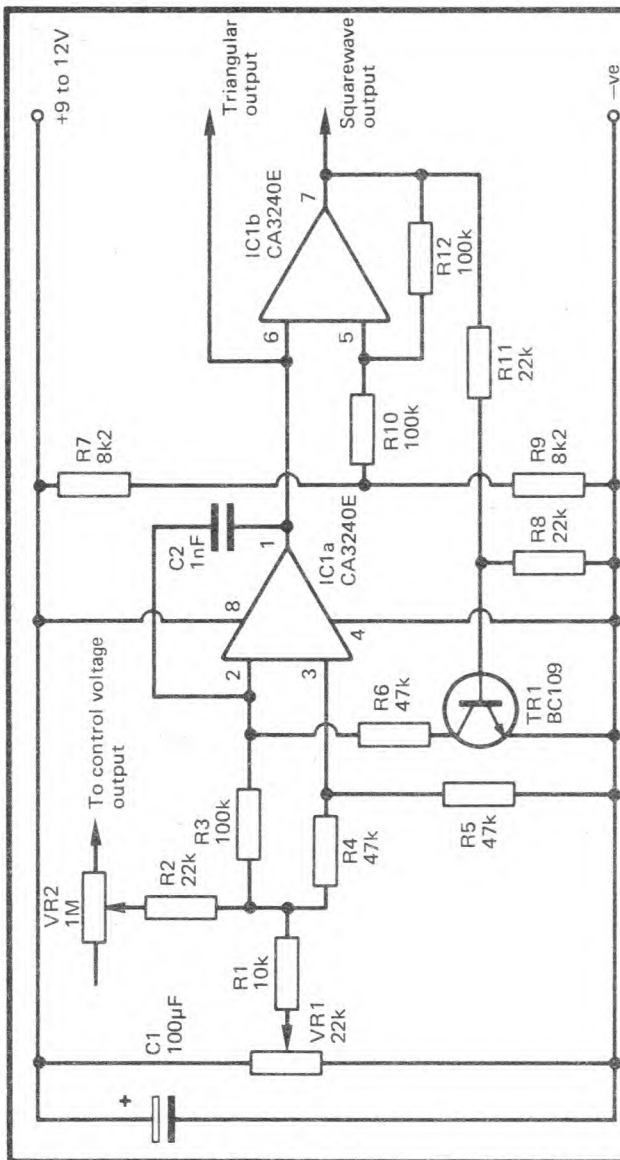 +9 to 12V
Triangular
output
Squarewave
output
−ve
IC1b
CA3240E
7
6
5
R12
100k
R11
22k
R10
100k
R7
8k2
R9
8k2
R8
22k
C2
1nF
1
IC1a
CA3240E
8
4
2
3
TR1
BC109
R6
47k
R5
47k
R4
47k
R3
100k
To control voltage
output
VR2
1M
R2
22k
R1
10k
VR1
22k
C1
100µF
+